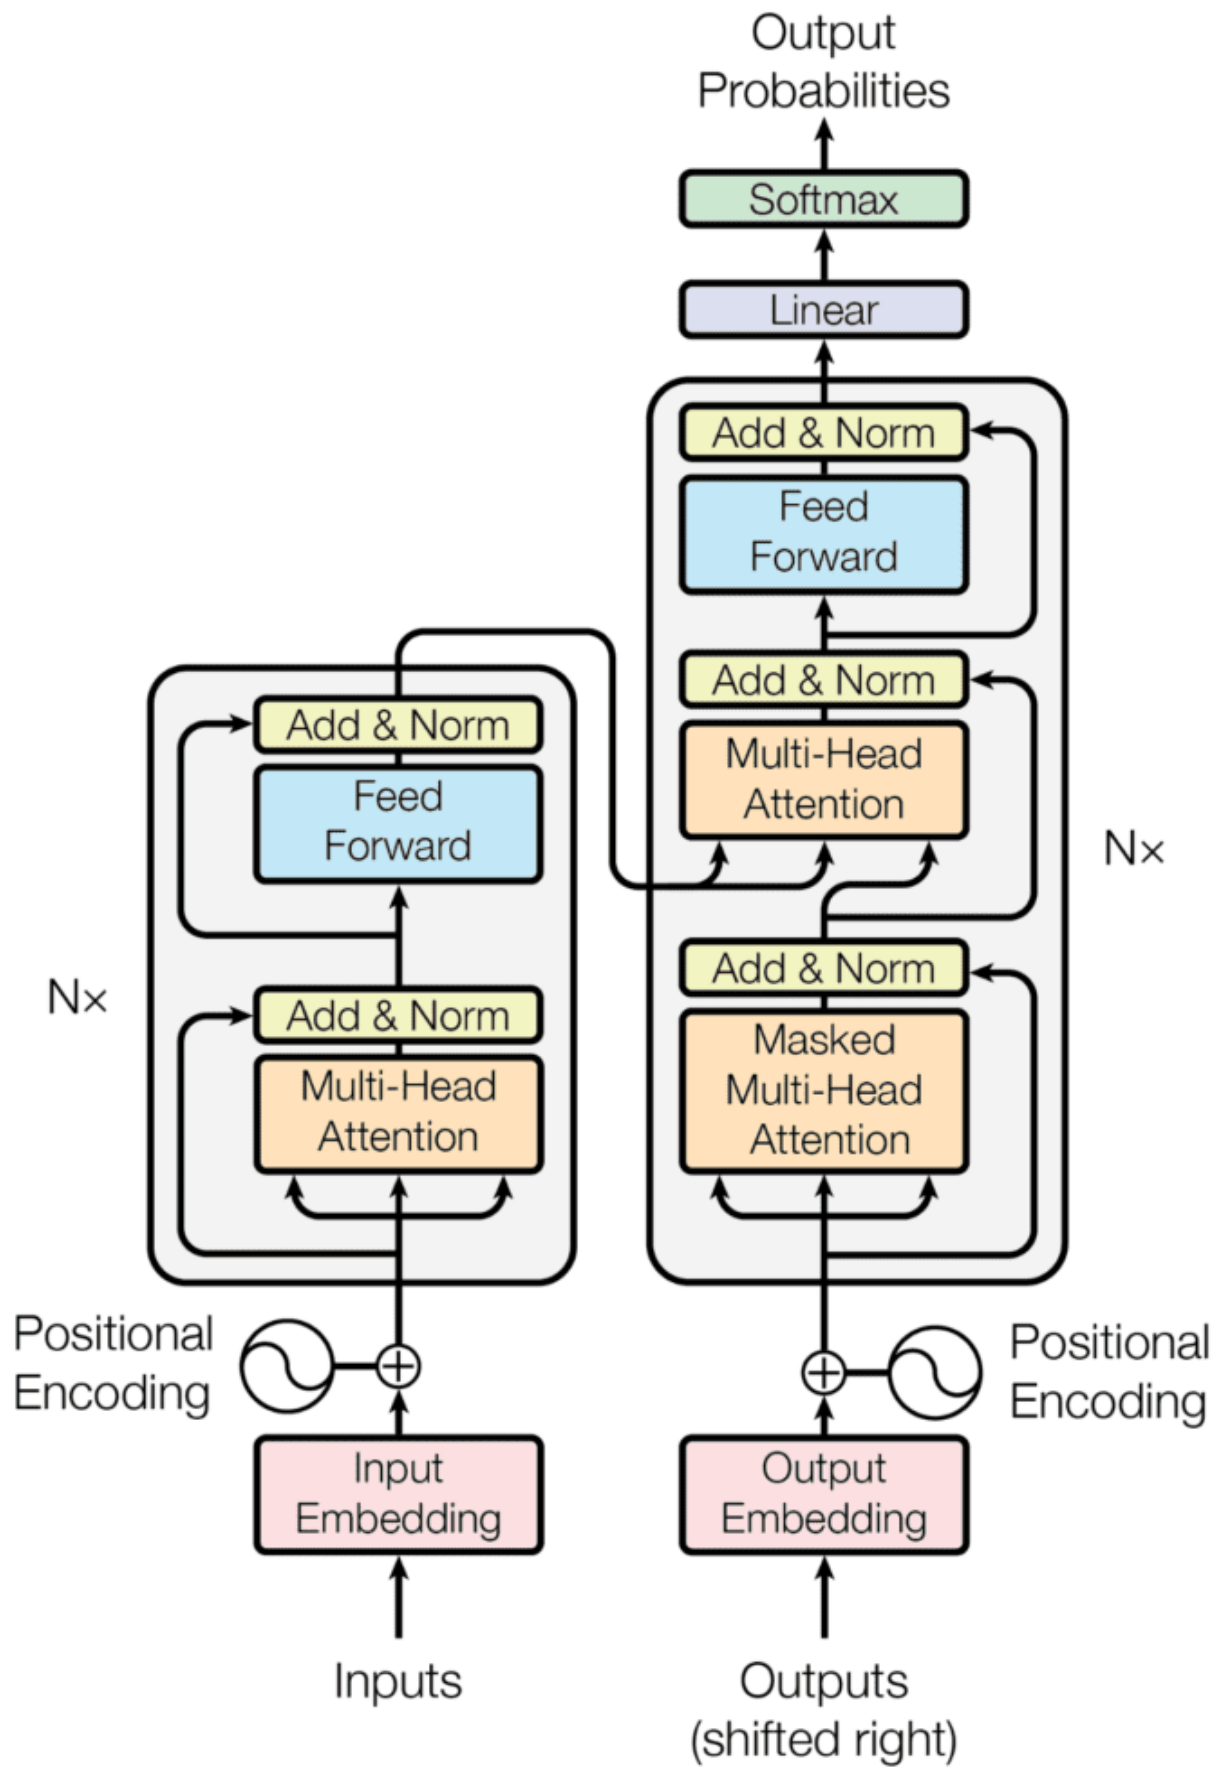 Output
Probabilities
Softmax
Linear
Add & Norm
Feed
Forward
Add & Norm
Multi-Head
Attention
N×
Add & Norm
Masked
Multi-Head
Attention
Add & Norm
Feed
Forward
Nx
Add & Norm
Multi-Head
Attention
Positional
Encoding
Positional
Encoding
Input
Embedding
Output
Embedding
Inputs
Outputs
(shifted right)